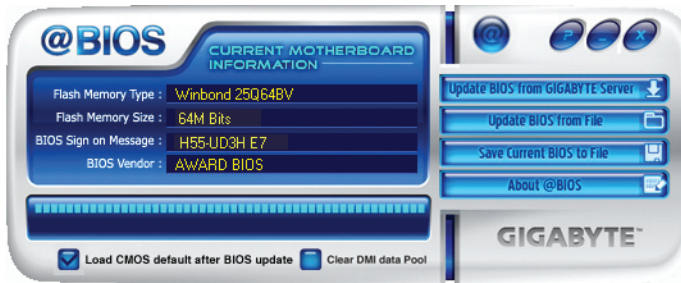 @BIOS
CURRENT MOTHERBOARD
INFORMATION
Flash Memory Type : Winbond 25Q64BV
Flash Memory Size : 64M Bits
BIOS Sign on Message : H55-UD3H E7
BIOS Vendor : AWARD BIOS
Load CMOS default after BIOS update
Clear DMI data Pool
@
? _ X
Update BIOS from GIGABYTE Server
Update BIOS from File
Save Current BIOS to File
About @BIOS
GIGABYTE™